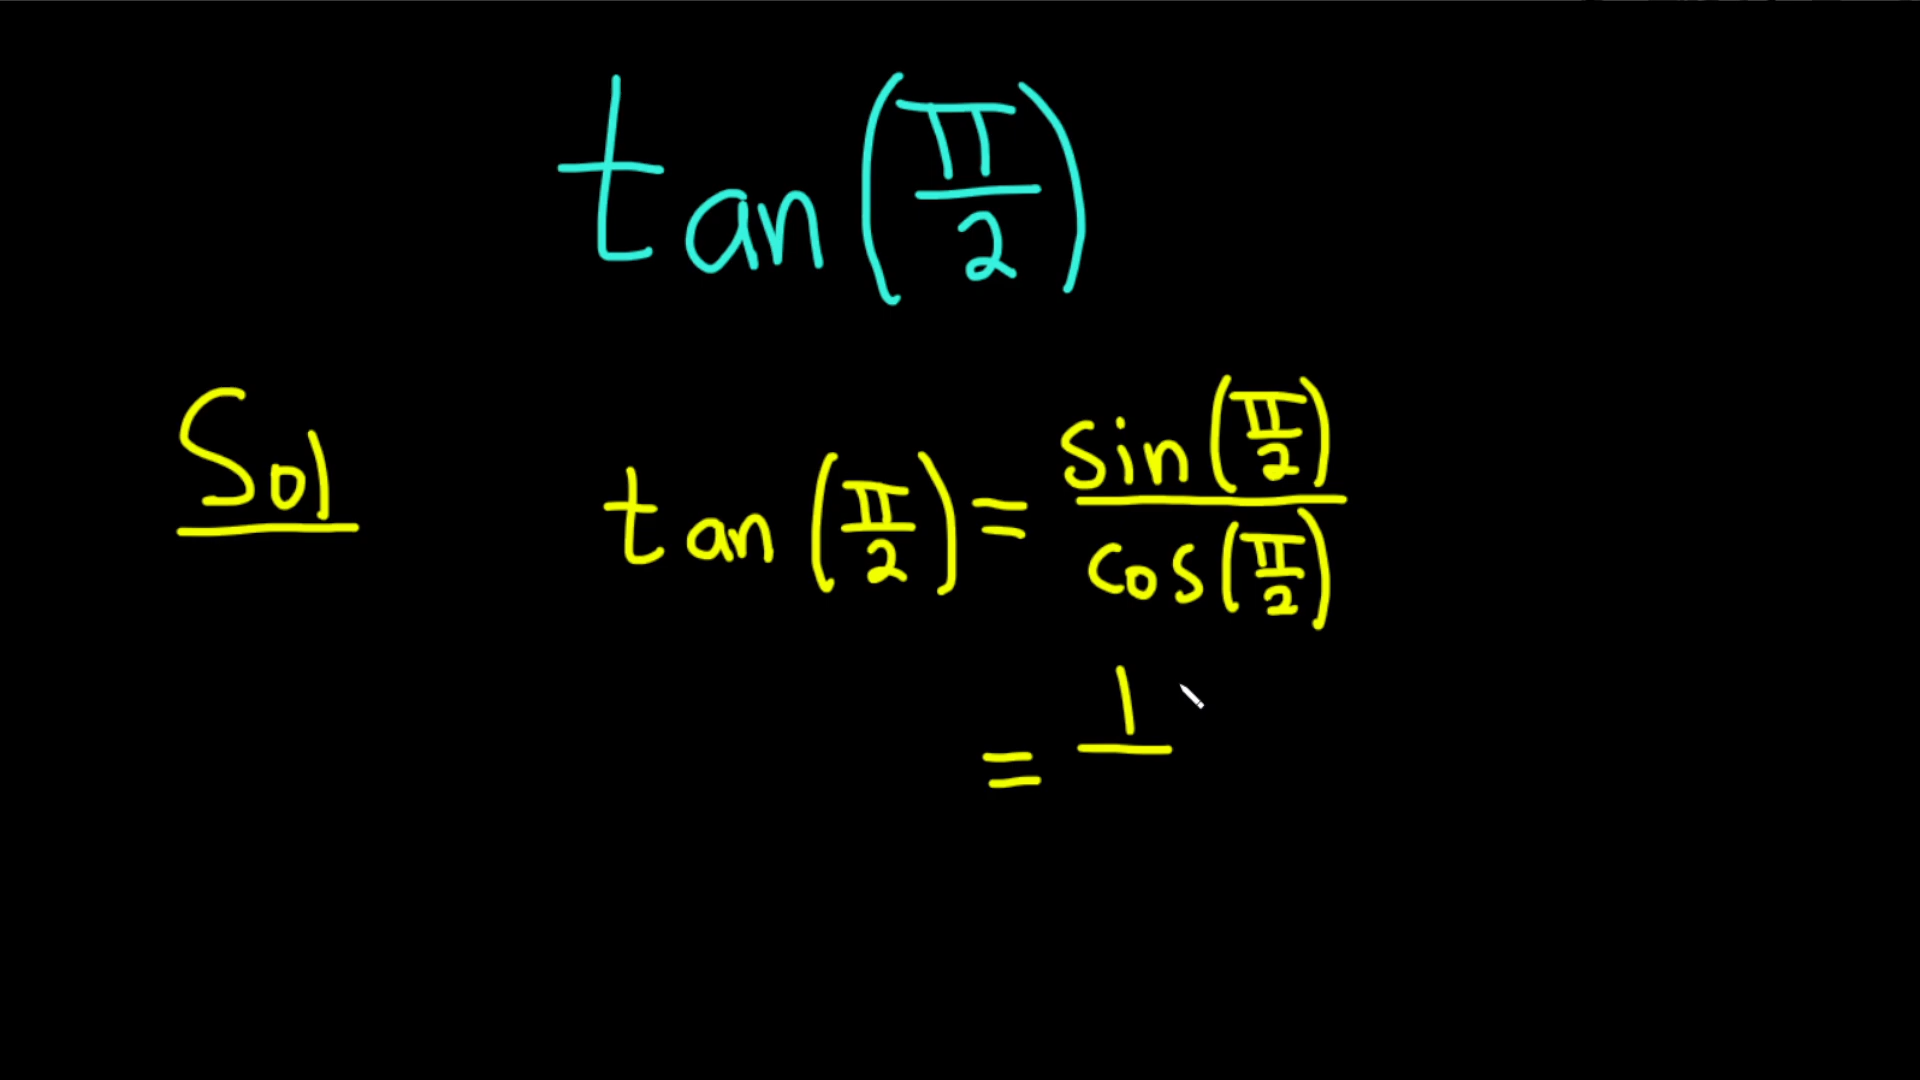 tan(π/2)
Sol tan(π/2) = sin(π/2)/cos(π/2)
= 1/